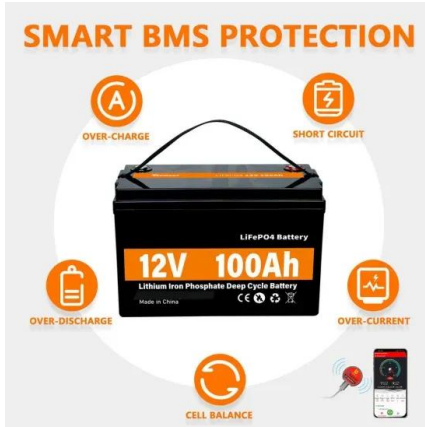 SMART BMS PROTECTION
OVER-CHARGE
SHORT CIRCUIT
LiFePO4 Battery
12V 100Ah
Lithium Iron Phosphate Deep Cycle Battery
Made in China
OVER-DISCHARGE
OVER-CURRENT
CELL BALANCE